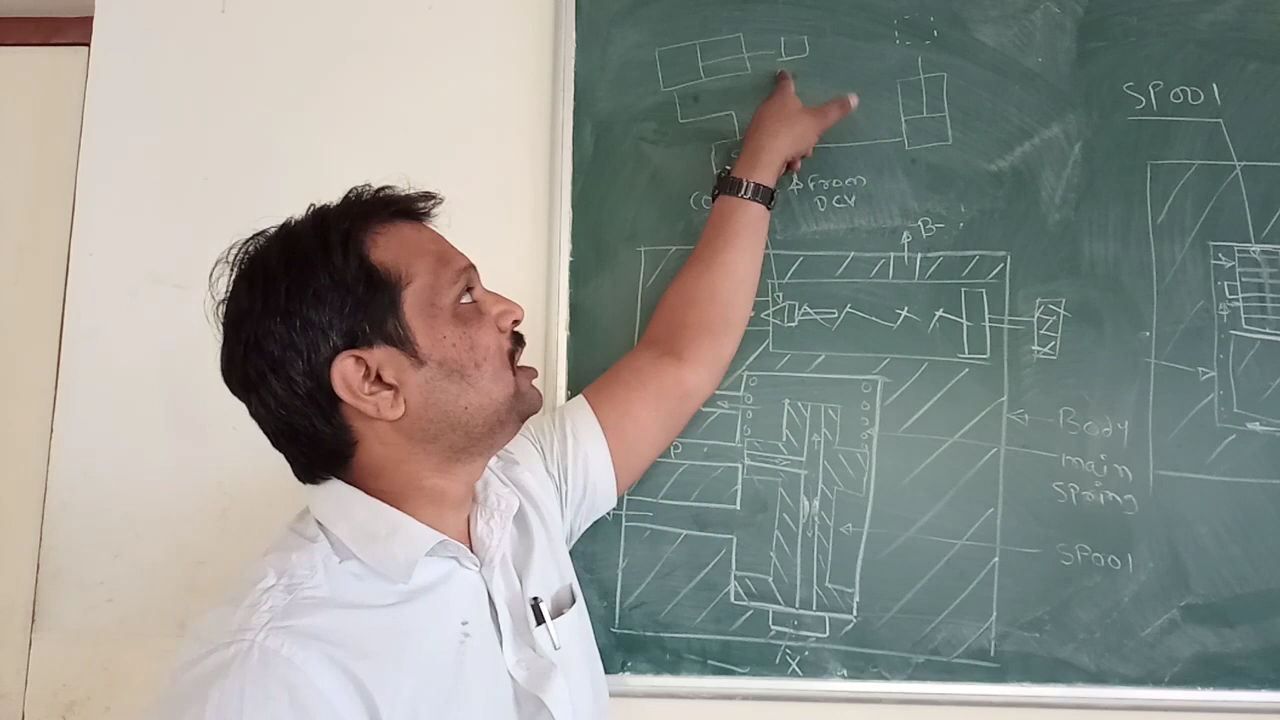 SPool
From
DCV
B
P
Body
main
Spring
SPool
X